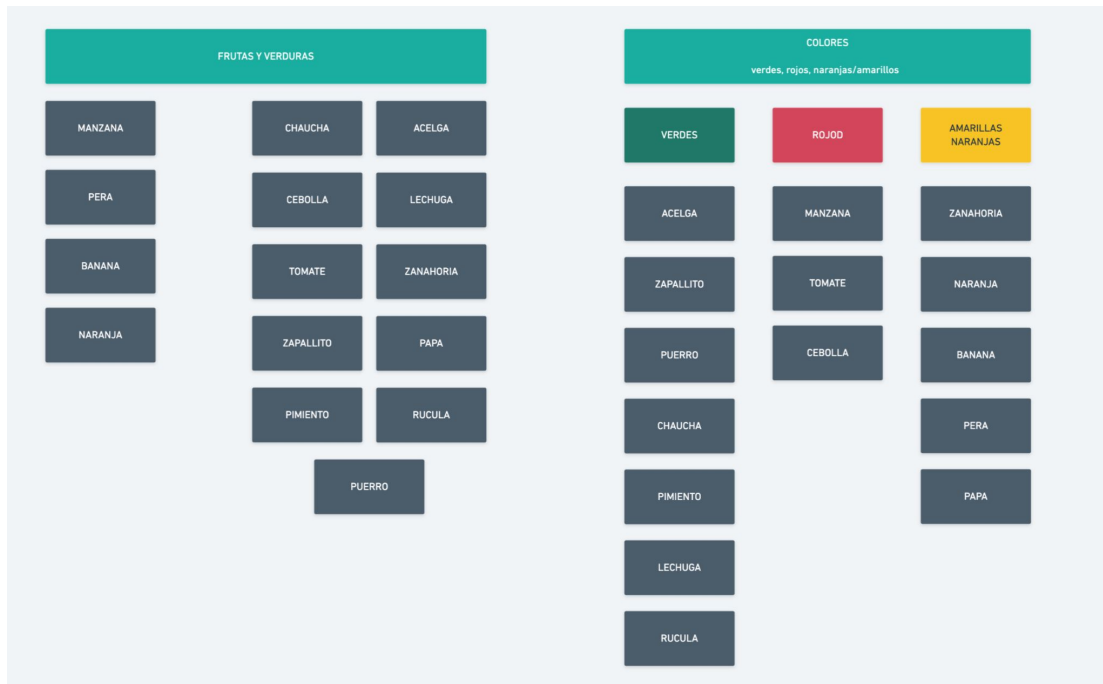 FRUTAS Y VERDURAS
MANZANA
PERA
BANANA
NARANJA
CHAUCHA
ACELGA
CEBOLLA
LECHUGA
TOMATE
ZANAHORIA
ZAPALLITO
PAPA
PIMIENTO
RUCULA
PUERRO
COLORES
verdes, rojos, naranjas/amarillos
VERDES
ACELGA
ZAPALLITO
PUERRO
CHAUCHA
PIMIENTO
LECHUGA
RUCULA
ROJOD
MANZANA
TOMATE
CEBOLLA
AMARILLAS
NARANJAS
ZANAHORIA
NARANJA
BANANA
PERA
PAPA